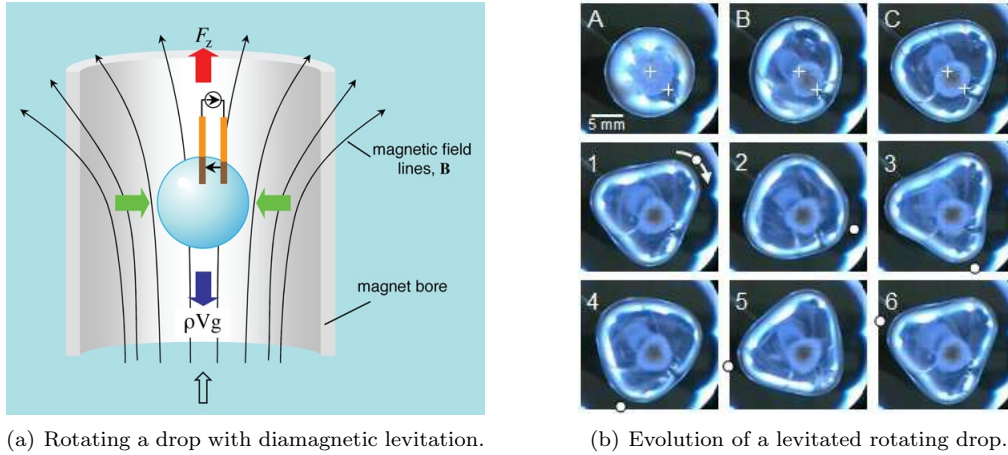 F_z
magnetic field
lines, B
magnet bore
ρVg
A
B
C
5 mm
1
2
3
4
5
6
(a) Rotating a drop with diamagnetic levitation.
(b) Evolution of a levitated rotating drop.